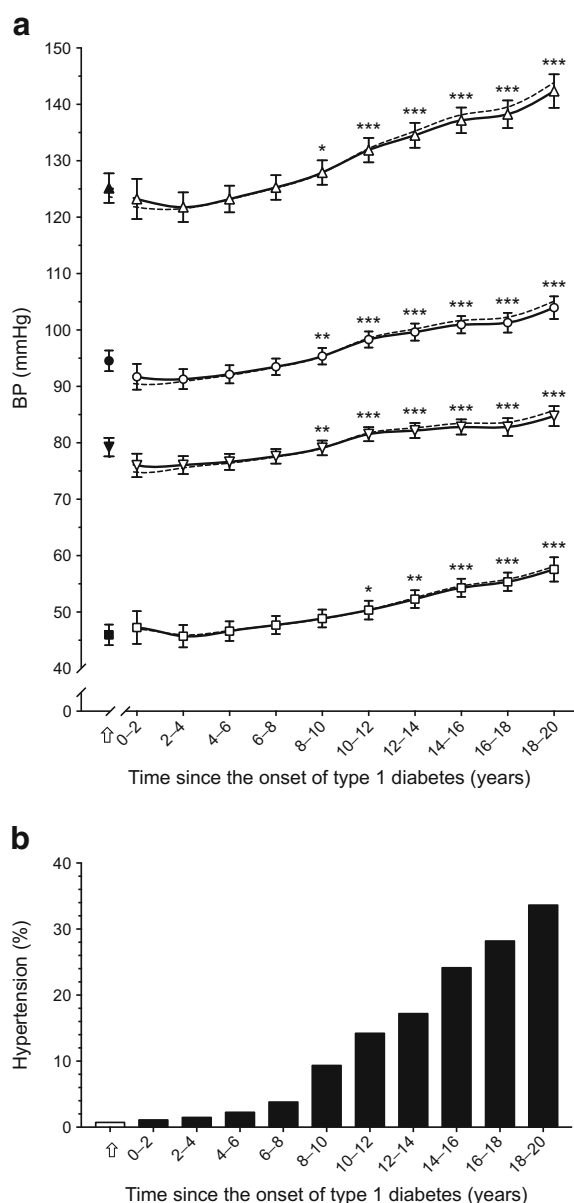 a
150
140
130
120
110
100
90
80
70
60
50
40
0
BP (mmHg)
* *** *** *** *** ***
** *** *** *** *** ***
** *** *** *** *** ***
* ** *** *** ***
⇧ 0–2 2–4 4–6 6–8 8–10 10–12 12–14 14–16 16–18 18–20
Time since the onset of type 1 diabetes (years)
b
40
30
20
10
0
Hypertension (%)
⇧ 0–2 2–4 4–6 6–8 8–10 10–12 12–14 14–16 16–18 18–20
Time since the onset of type 1 diabetes (years)